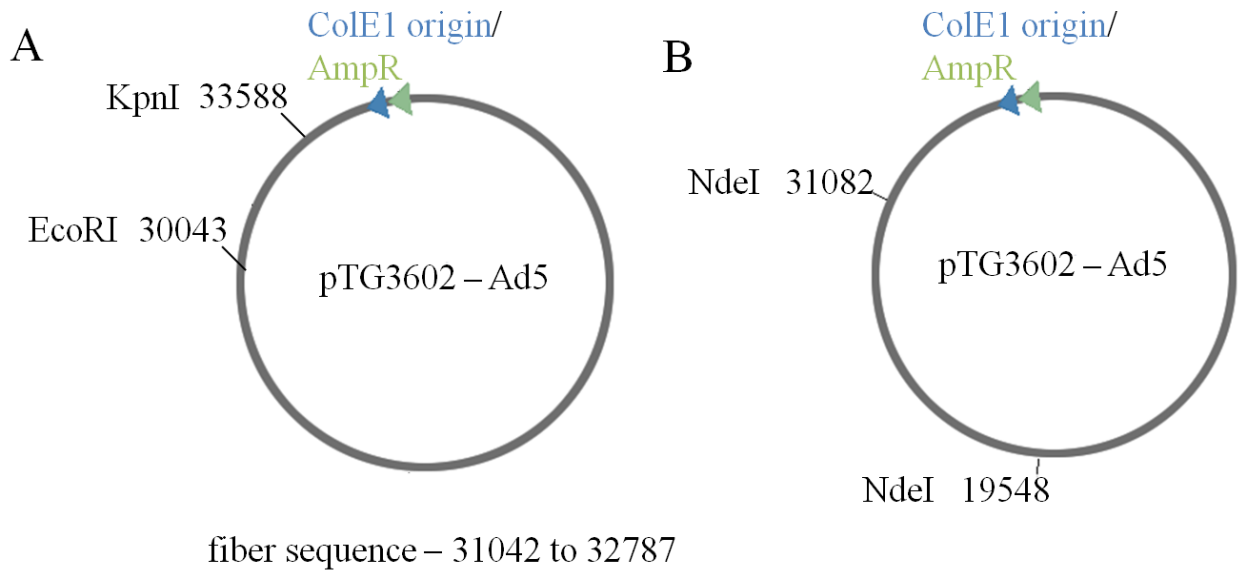 A
ColE1 origin/
AmpR
KpnI 33588
EcoRI 30043
pTG3602 – Ad5
fiber sequence – 31042 to 32787
B
ColE1 origin/
AmpR
NdeI 31082
pTG3602 – Ad5
NdeI 19548